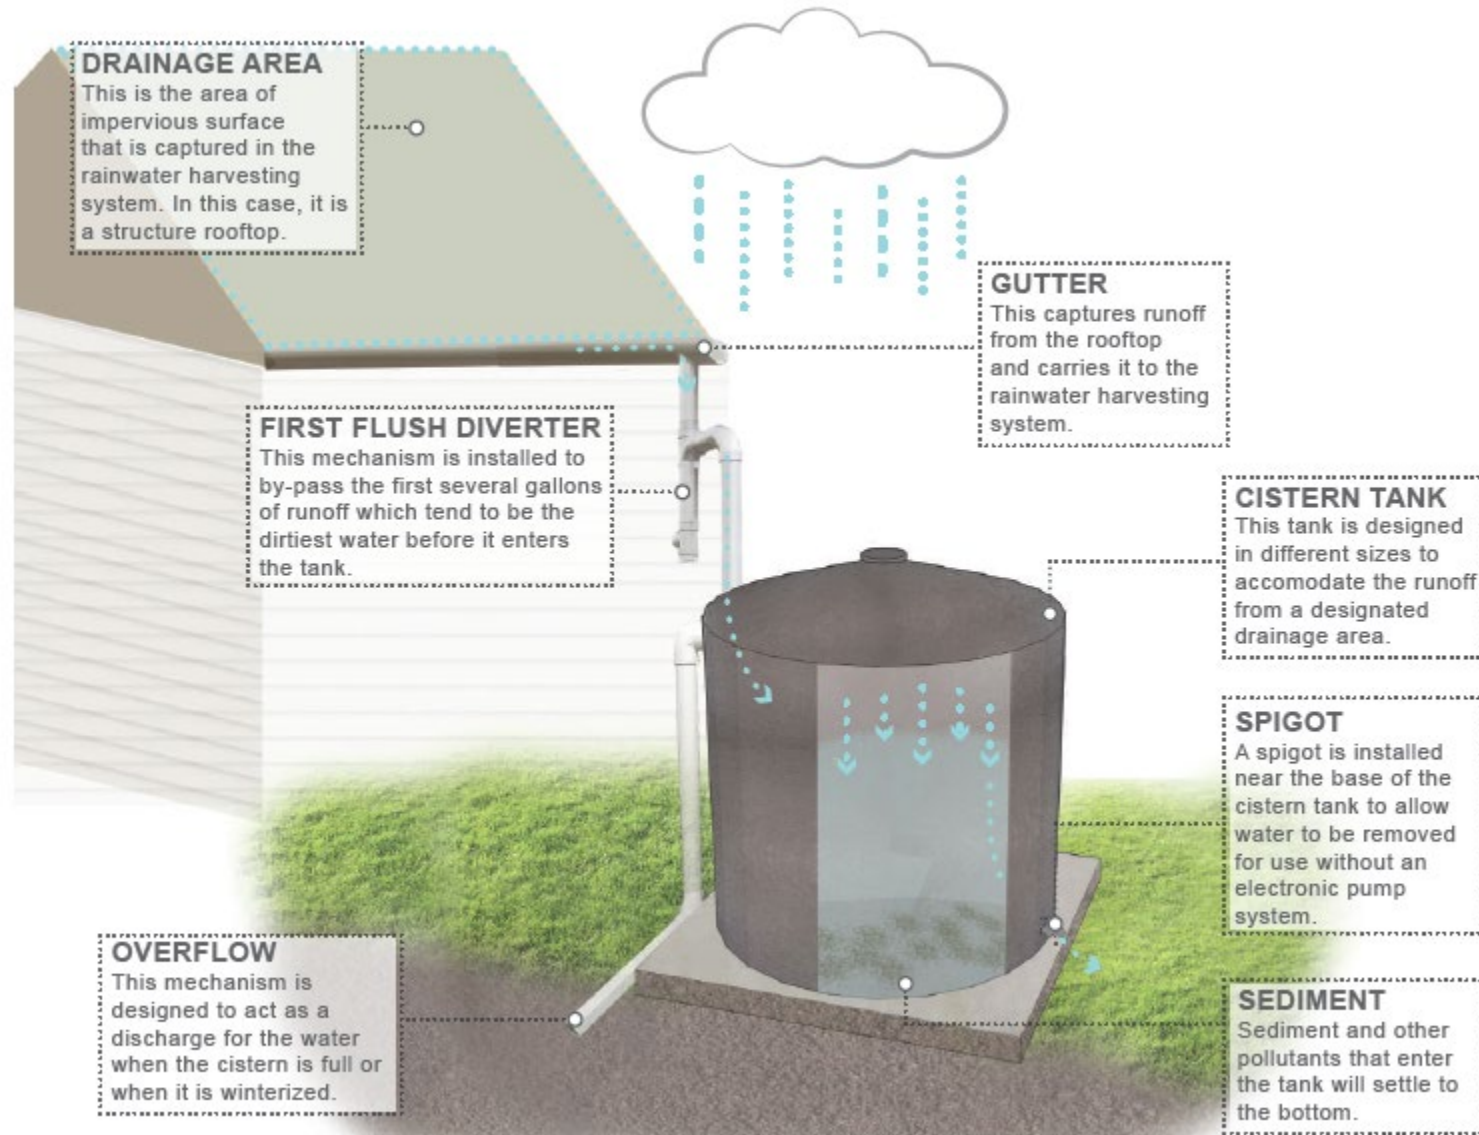 DRAINAGE AREA
This is the area of
impervious surface
that is captured in the
rainwater harvesting
system. In this case, it is
a structure rooftop.
GUTTER
This captures runoff
from the rooftop
and carries it to the
rainwater harvesting
system.
FIRST FLUSH DIVERTER
This mechanism is installed to
by-pass the first several gallons
of runoff which tend to be the
dirtiest water before it enters
the tank.
CISTERN TANK
This tank is designed
in different sizes to
accomodate the runoff
from a designated
drainage area.
SPIGOT
A spigot is installed
near the base of the
cistern tank to allow
water to be removed
for use without an
electronic pump
system.
OVERFLOW
This mechanism is
designed to act as a
discharge for the water
when the cistern is full or
when it is winterized.
SEDIMENT
Sediment and other
pollutants that enter
the tank will settle to
the bottom.